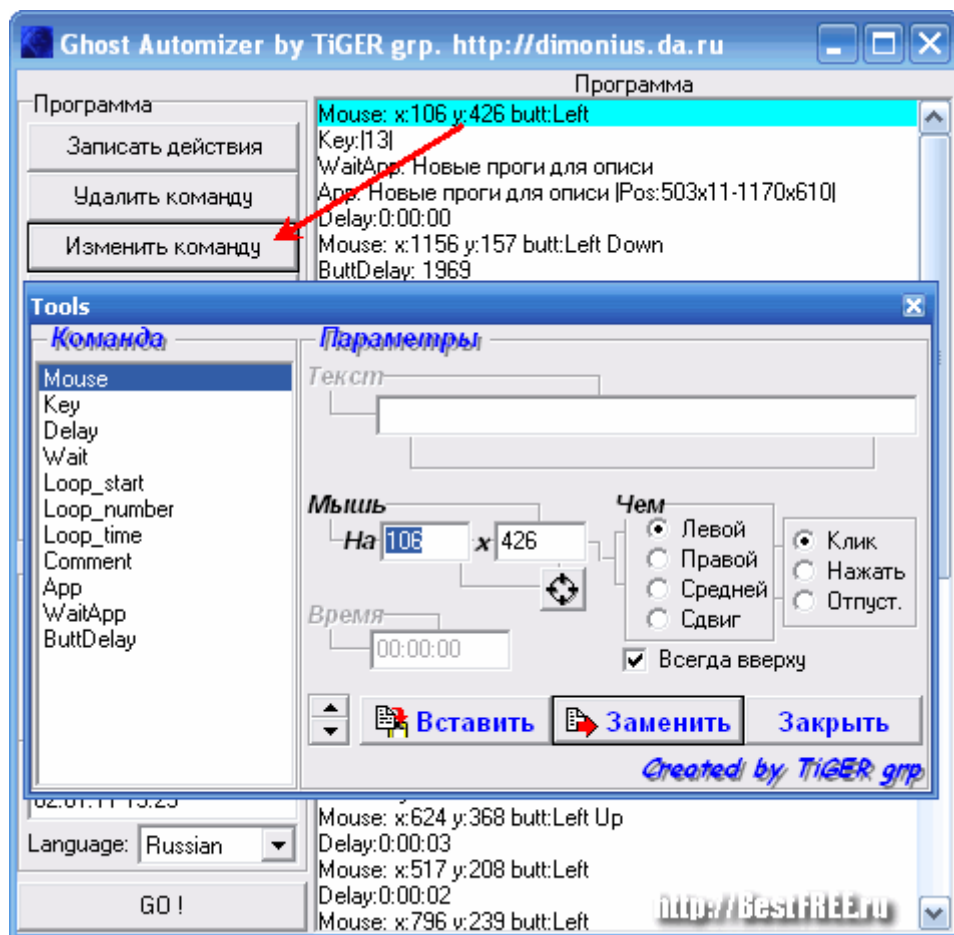 Ghost Automizer by TiGER grp. http://dimonius.da.ru
Программа
Программа
Записать действия
Удалить команду
Изменить команду
Mouse: x:106 y:426 butt:Left
Key:|13|
WaitApp: Новые проги для описи
App: Новые проги для описи |Pos:503x11-1170x610|
Delay:0:00:00
Mouse: x:1156 y:157 butt:Left Down
ButtDelay: 1969
Tools
Команда
Mouse
Key
Delay
Wait
Loop_start
Loop_number
Loop_time
Comment
App
WaitApp
ButtDelay
Параметры
Текст
Мышь
На 106 x 426
Чем
Левой
Правой
Средней
Сдвиг
Клик
Нажать
Отпуст.
Время
00:00:00
Всегда вверху
Вставить
Заменить
Закрыть
Created by TiGER grp
Language: Russian
GO !
Mouse: x:624 y:368 butt:Left Up
Delay:0:00:03
Mouse: x:517 y:208 butt:Left
Delay:0:00:02
Mouse: x:796 y:239 butt:Left
http://BestFREE.ru